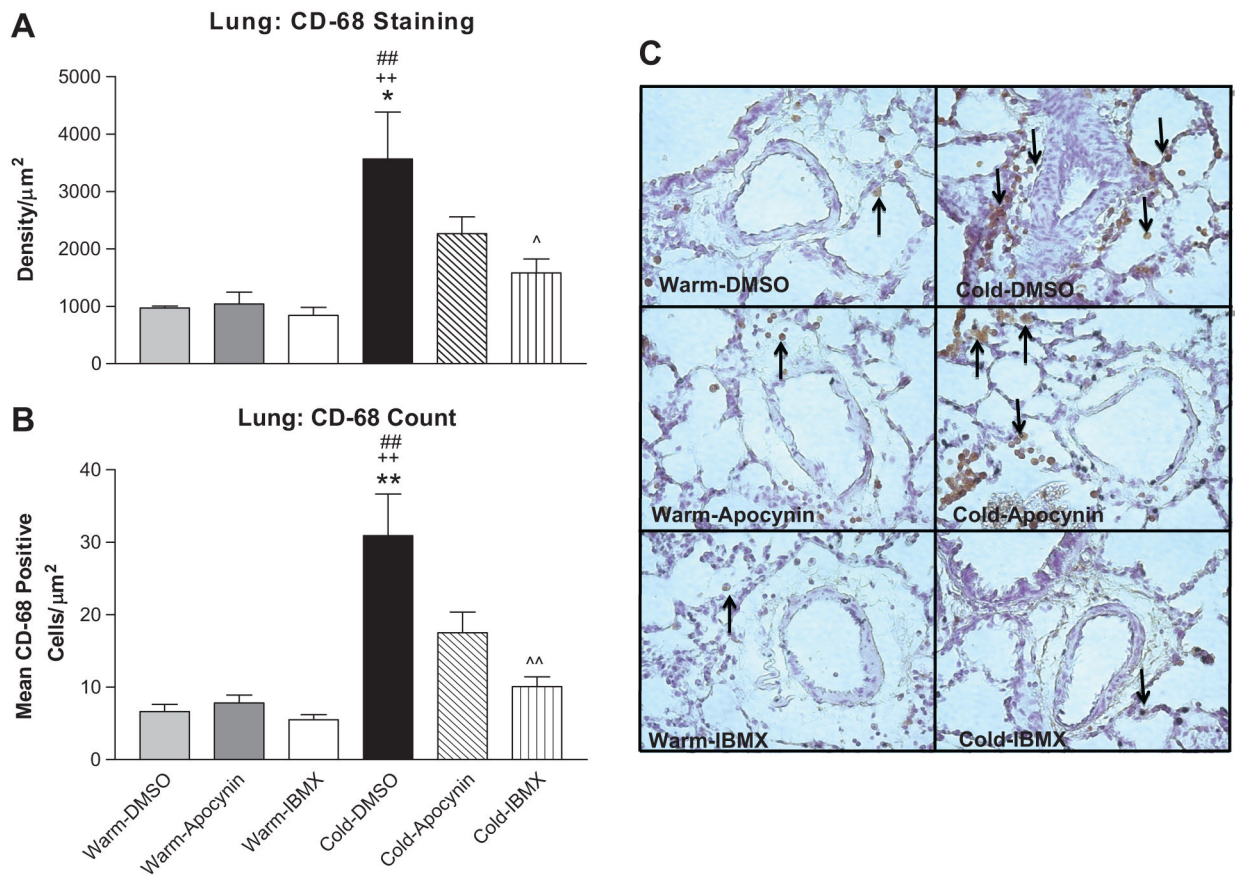 A
Lung: CD-68 Staining
##
++
*
^
5000
4000
3000
2000
1000
0
Density/μm²
B
Lung: CD-68 Count
##
++
**
^^
40
30
20
10
0
Mean CD-68 Positive
Cells/μm²
Warm-DMSO
Warm-Apocynin
Warm-IBMX
Cold-DMSO
Cold-Apocynin
Cold-IBMX
C
Warm-DMSO
Cold-DMSO
Warm-Apocynin
Cold-Apocynin
Warm-IBMX
Cold-IBMX